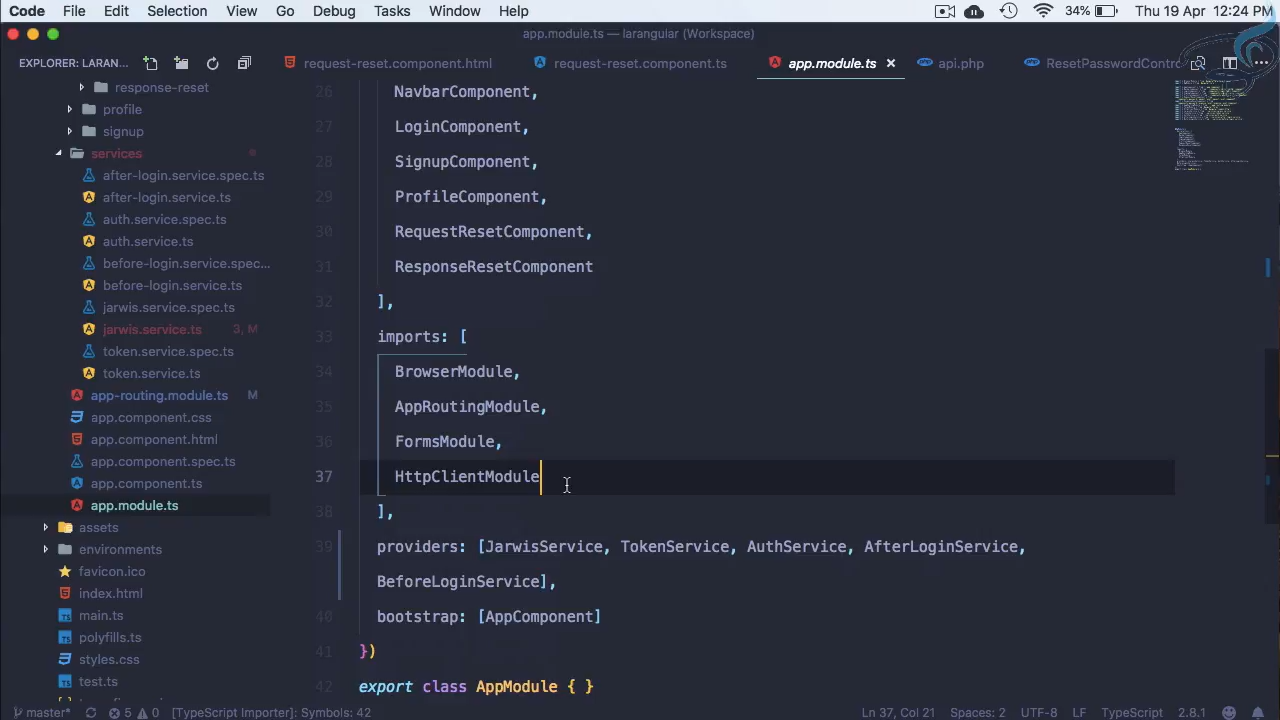 Code File Edit Selection View Go Debug Tasks Window Help 34% Thu 19 Apr 12:24 PM
app.module.ts — larangular (Workspace)
EXPLORER: LARAN...
request-reset.component.html request-reset.component.ts app.module.ts × api.php ResetPasswordContro
response-reset
profile
signup
services
after-login.service.spec.ts
after-login.service.ts
auth.service.spec.ts
auth.service.ts
before-login.service.spec...
before-login.service.ts
jarwis.service.spec.ts
jarwis.service.ts 3, M
token.service.spec.ts
token.service.ts
app-routing.module.ts M
app.component.css
app.component.html
app.component.spec.ts
app.component.ts
app.module.ts
assets
environments
favicon.ico
index.html
main.ts
polyfills.ts
styles.css
test.ts
26 NavbarComponent,
27 LoginComponent,
28 SignupComponent,
29 ProfileComponent,
30 RequestResetComponent,
31 ResponseResetComponent
32 ],
33 imports: [
34 BrowserModule,
35 AppRoutingModule,
36 FormsModule,
37 HttpClientModule
38 ],
39 providers: [JarwisService, TokenService, AuthService, AfterLoginService,
BeforeLoginService],
40 bootstrap: [AppComponent]
41 })
42 export class AppModule { }
master* 5 0 [TypeScript Importer]: Symbols: 42 Ln 37, Col 21 Spaces: 2 UTF-8 LF TypeScript 2.8.1